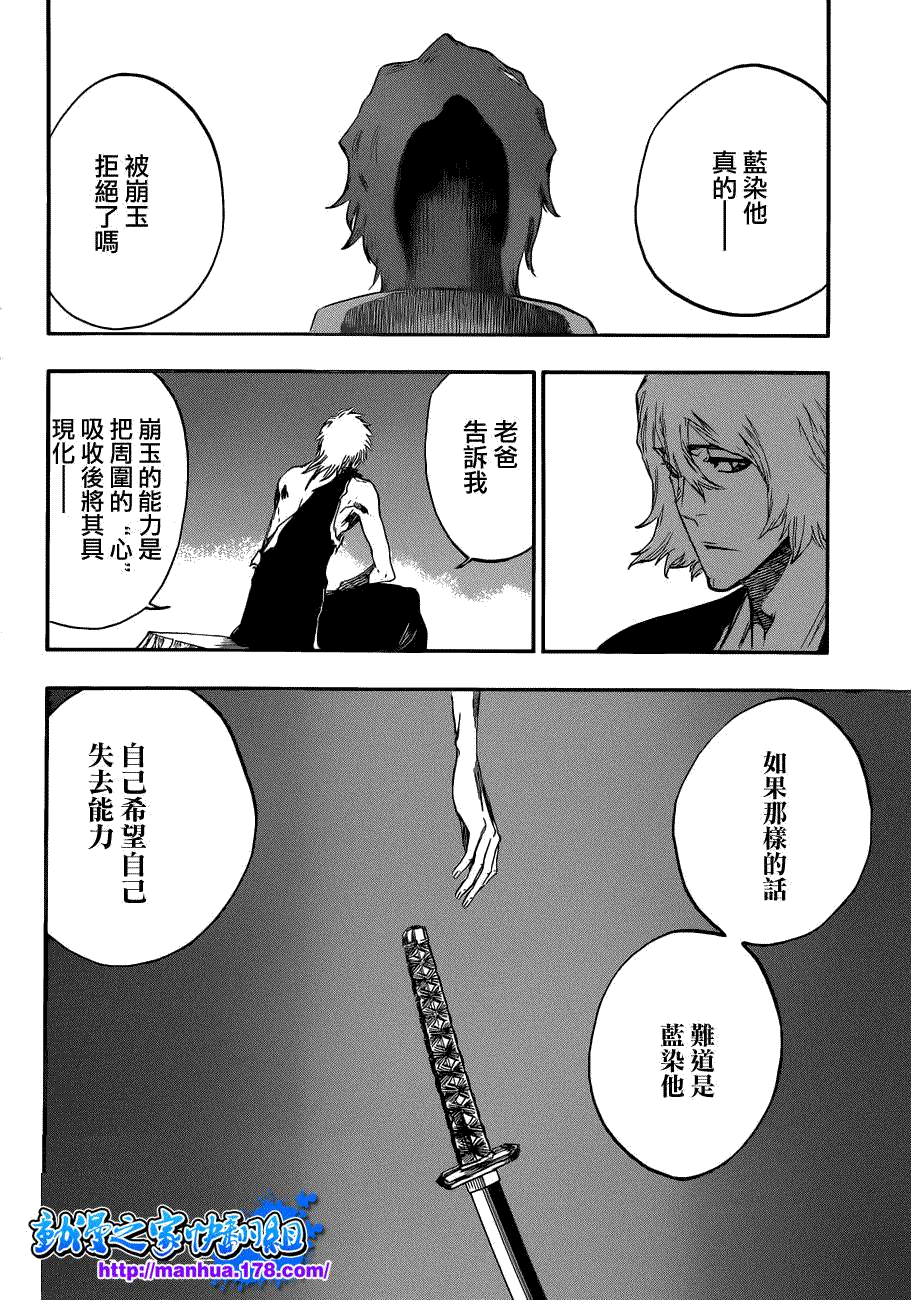 藍染他
真的——
被崩玉
拒絕了嗎
老爸
告訴我
崩玉的能力是
把周圍的“心”
吸收後將其具
現化——
如果那樣的話
難道是
藍染他
自己希望自己
失去能力
動漫之家快翻組
http://manhua.178.com/